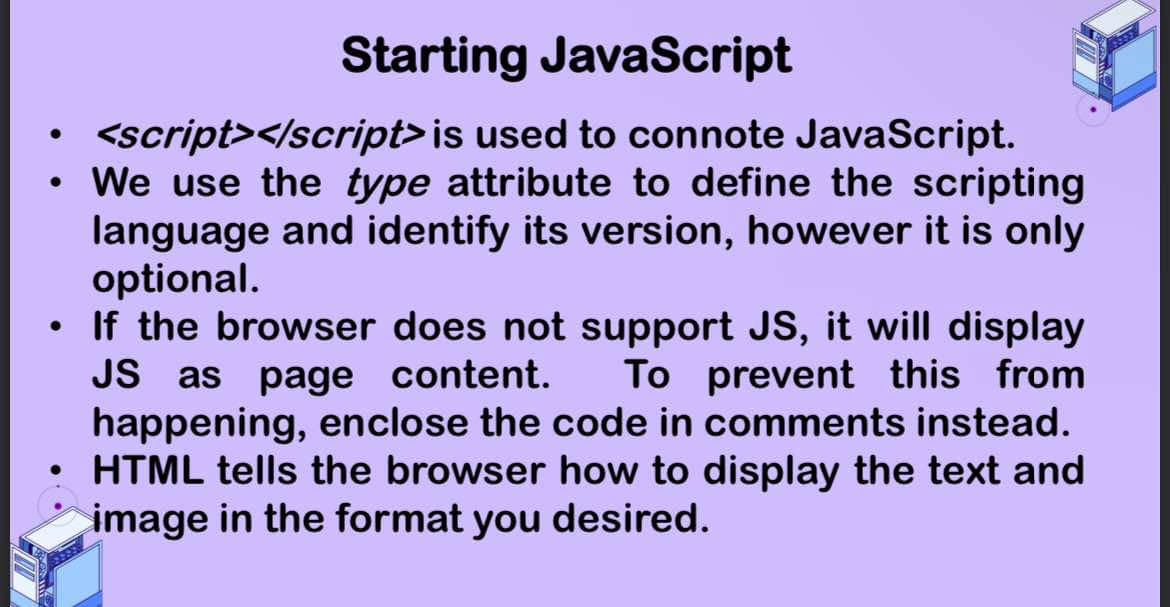 Starting JavaScript
• <script></script> is used to connote JavaScript.
• We use the type attribute to define the scripting
language and identify its version, however it is only
optional.
• If the browser does not support JS, it will display
JS as page content. To prevent this from
happening, enclose the code in comments instead.
• HTML tells the browser how to display the text and
image in the format you desired.